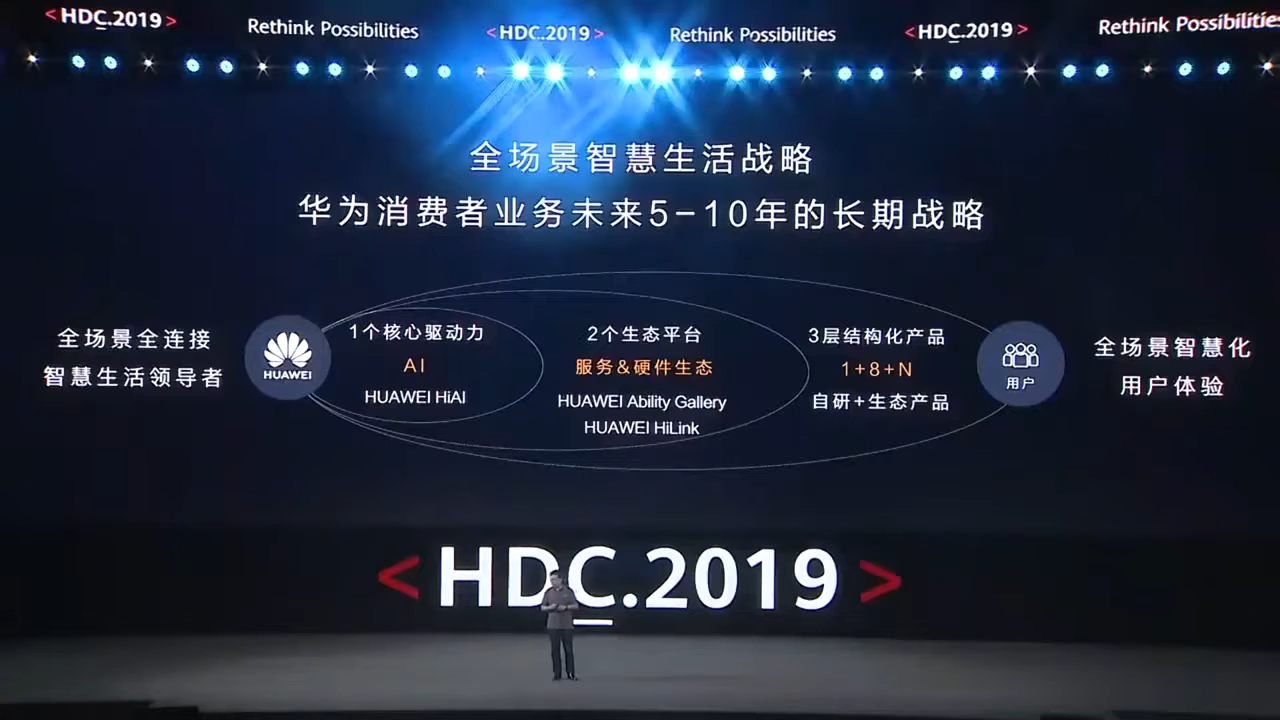 <HDC.2019>
Rethink Possibilities
<HDC.2019>
Rethink Possibilities
<HDC.2019>
Rethink Possibilities
全场景智慧生活战略
华为消费者业务未来5-10年的长期战略
全场景全连接
智慧生活领导者
HUAWEI
1个核心驱动力
AI
HUAWEI HiAI
2个生态平台
服务&硬件生态
HUAWEI Ability Gallery
HUAWEI HiLink
3层结构化产品
1+8+N
自研+生态产品
用户
全场景智慧化
用户体验
<HDC.2019>